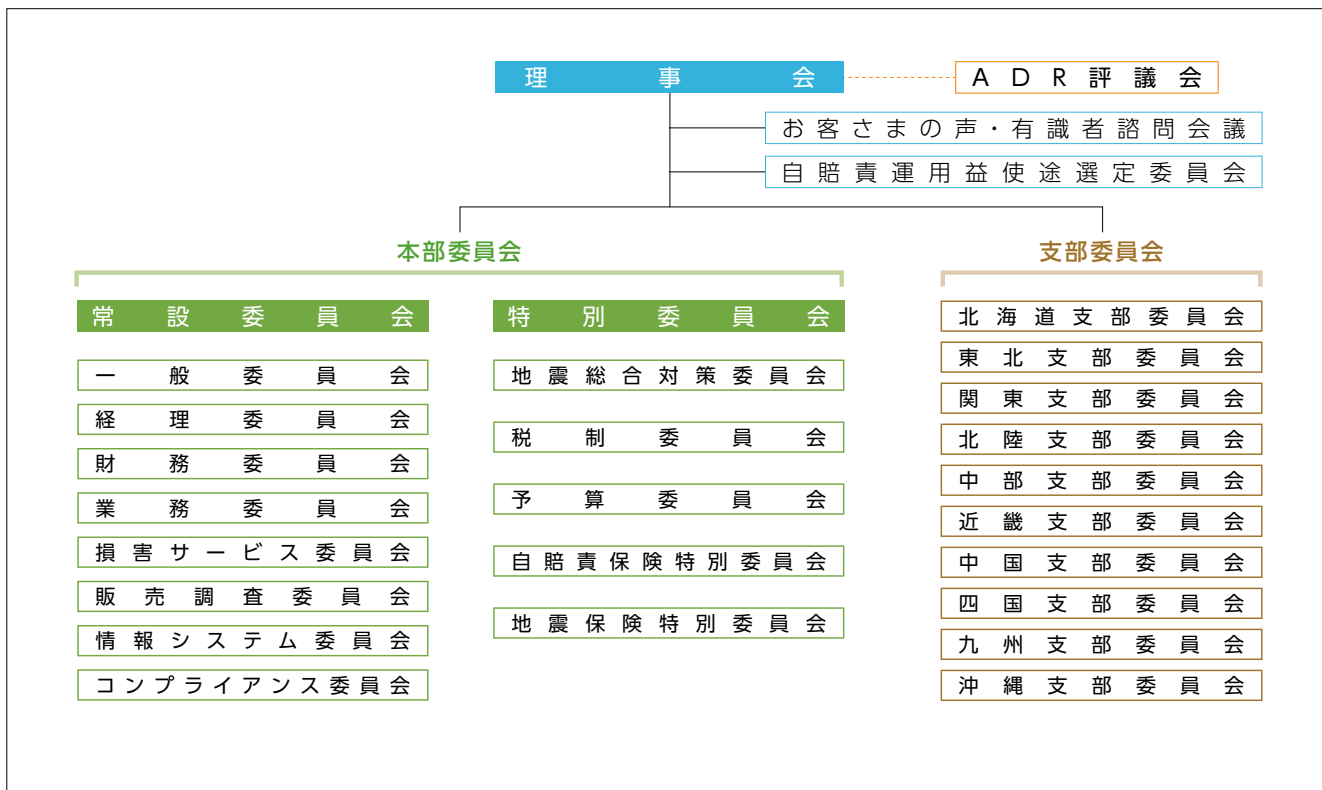 理事会
ADR評議会
お客さまの声・有識者諮問会議
自賠責運用益使途選定委員会
本部委員会
支部委員会
常設委員会
一般委員会
経理委員会
財務委員会
業務委員会
損害サービス委員会
販売調査委員会
情報システム委員会
コンプライアンス委員会
特別委員会
地震総合対策委員会
税制委員会
予算委員会
自賠責保険特別委員会
地震保険特別委員会
北海道支部委員会
東北支部委員会
関東支部委員会
北陸支部委員会
中部支部委員会
近畿支部委員会
中国支部委員会
四国支部委員会
九州支部委員会
沖縄支部委員会